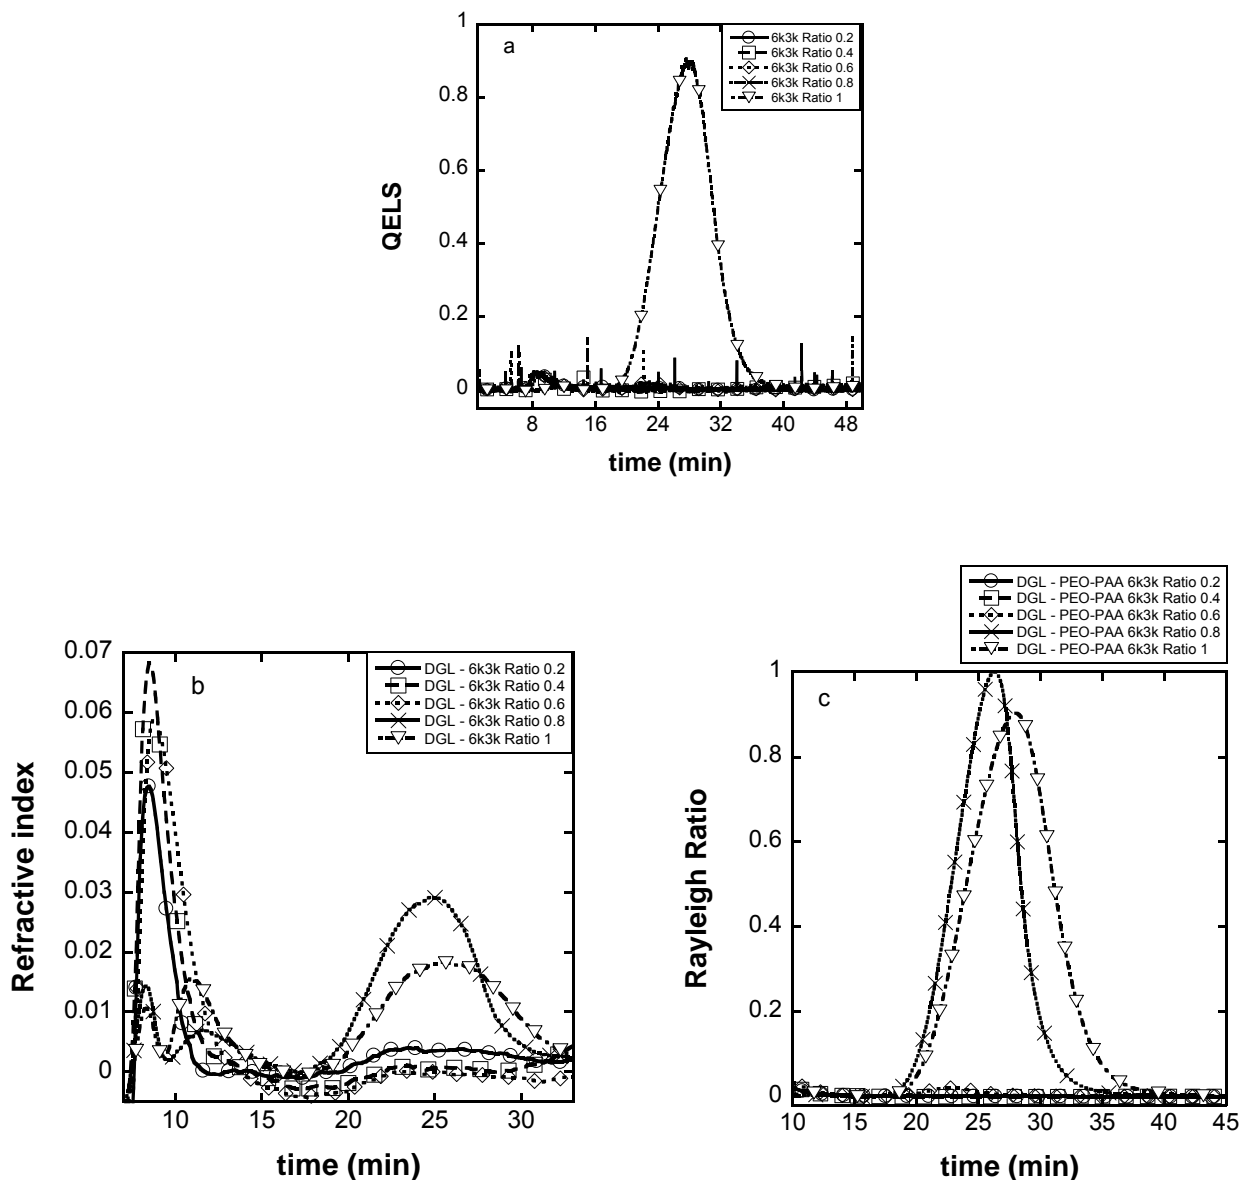 a
6k3k Ratio 0.2
6k3k Ratio 0.4
6k3k Ratio 0.6
6k3k Ratio 0.8
6k3k Ratio 1
1
0.8
0.6
0.4
0.2
0
QELS
8 16 24 32 40 48
time (min)
b
DGL - 6k3k Ratio 0.2
DGL - 6k3k Ratio 0.4
DGL - 6k3k Ratio 0.6
DGL - 6k3k Ratio 0.8
DGL - 6k3k Ratio 1
0.07
0.06
0.05
0.04
0.03
0.02
0.01
0
Refractive index
10 15 20 25 30
time (min)
DGL - PEO-PAA 6k3k Ratio 0.2
DGL - PEO-PAA 6k3k Ratio 0.4
DGL - PEO-PAA 6k3k Ratio 0.6
DGL - PEO-PAA 6k3k Ratio 0.8
DGL - PEO-PAA 6k3k Ratio 1
c
1
0.8
0.6
0.4
0.2
0
Rayleigh Ratio
10 15 20 25 30 35 40 45
time (min)